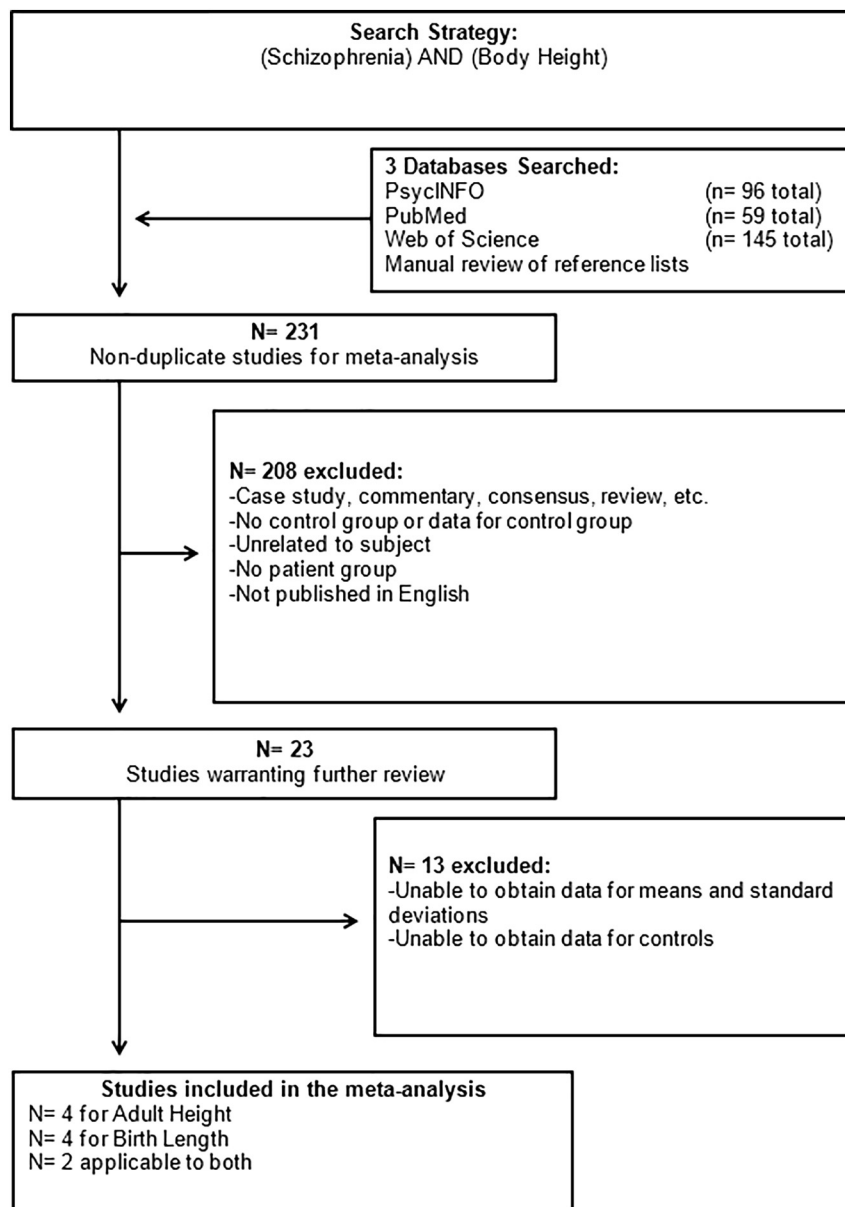 Search Strategy:
(Schizophrenia) AND (Body Height)
3 Databases Searched:
PsycINFO (n= 96 total)
PubMed (n= 59 total)
Web of Science (n= 145 total)
Manual review of reference lists
N= 231
Non-duplicate studies for meta-analysis
N= 208 excluded:
-Case study, commentary, consensus, review, etc.
-No control group or data for control group
-Unrelated to subject
-No patient group
-Not published in English
N= 23
Studies warranting further review
N= 13 excluded:
-Unable to obtain data for means and standard
deviations
-Unable to obtain data for controls
Studies included in the meta-analysis
N= 4 for Adult Height
N= 4 for Birth Length
N= 2 applicable to both